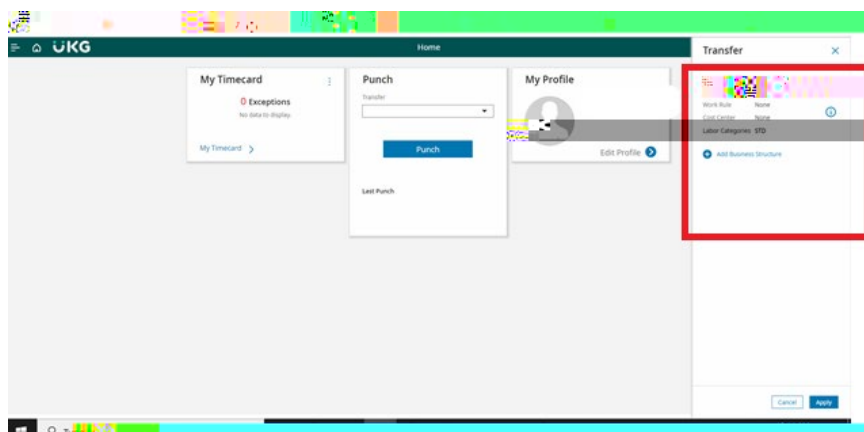 UKG
Home
Transfer
My Timecard
0 Exceptions
No data to display.
My Timecard
Punch
Transfer
Punch
Last Punch
My Profile
Edit Profile
Work Rule None
Cost Center None
Labor Categories STD
Add Business Structure
Cancel Apply